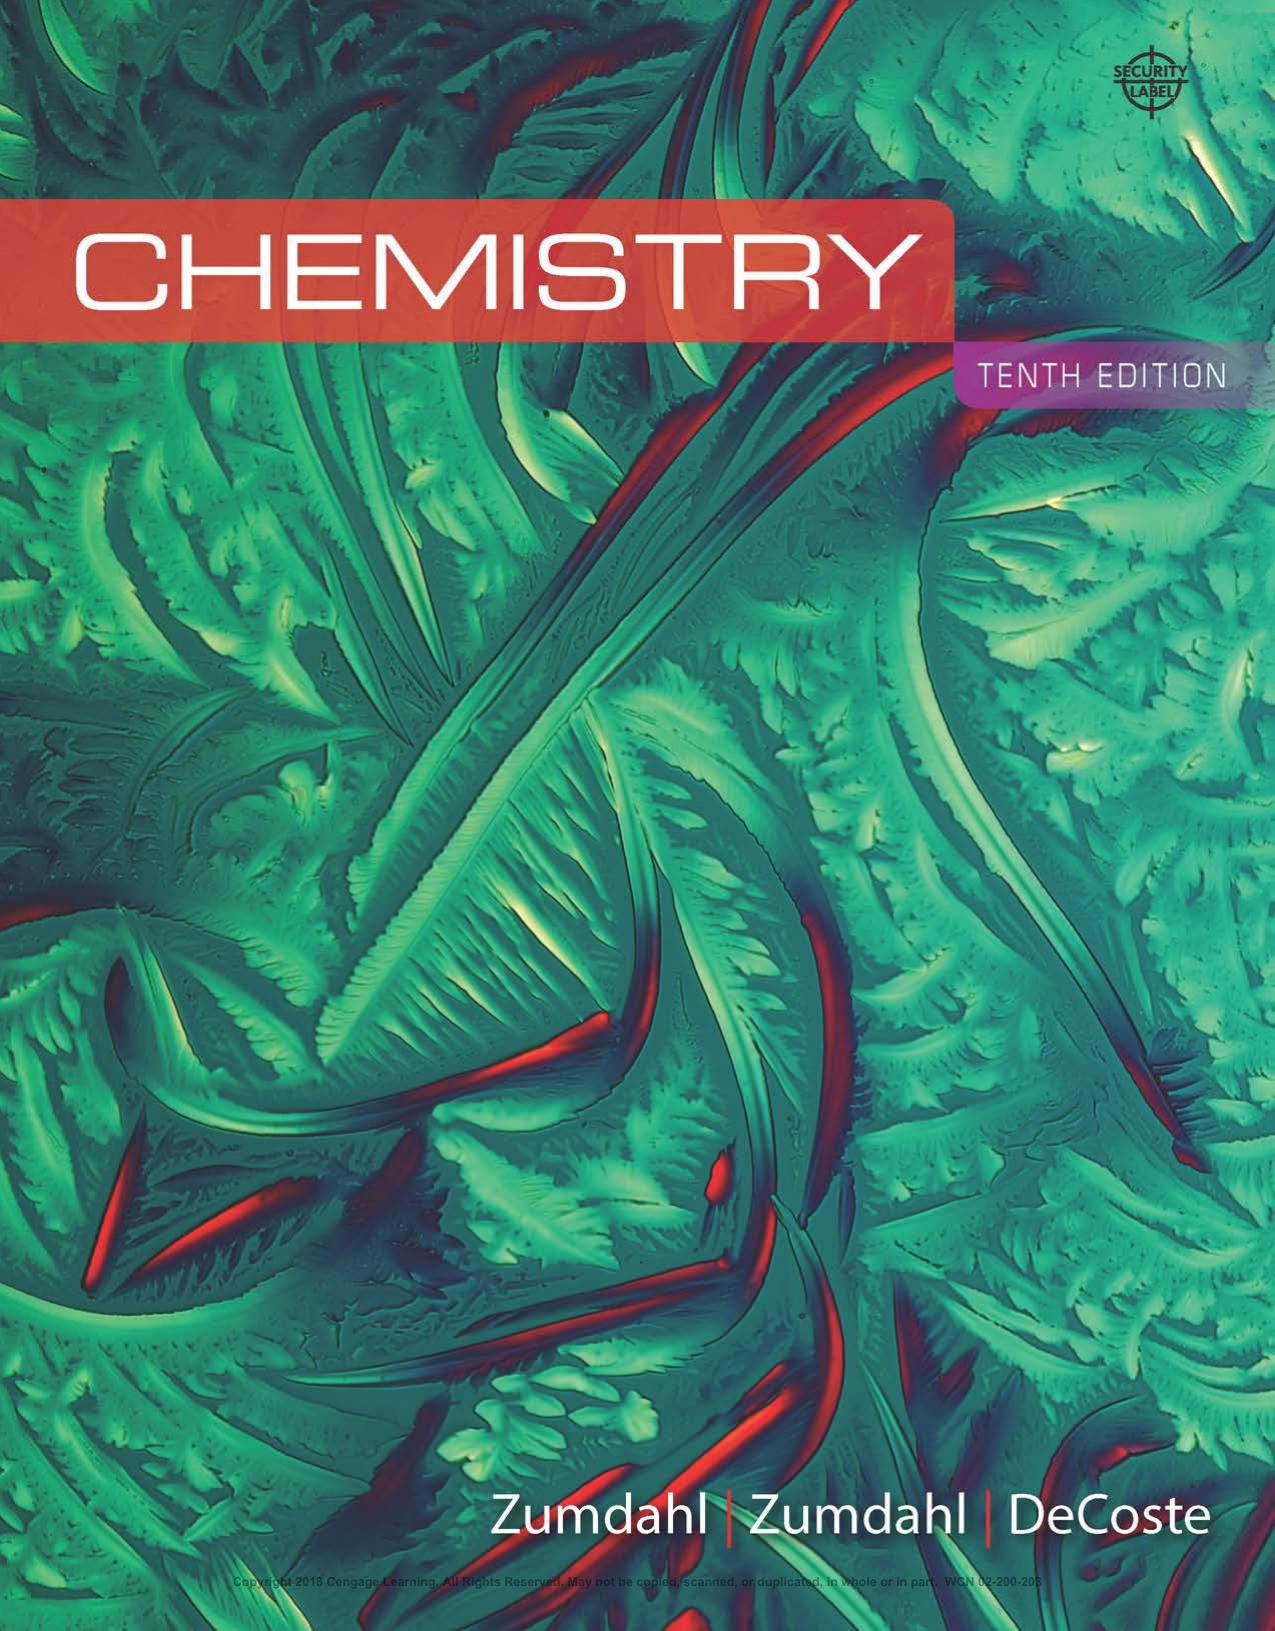 SECURITY
LABEL
CHEMISTRY
TENTH EDITION
Zumdahl | Zumdahl | DeCoste
Copyright 2018 Cengage Learning. All Rights Reserved. May not be copied, scanned, or duplicated, in whole or in part. WCN 02-200-203